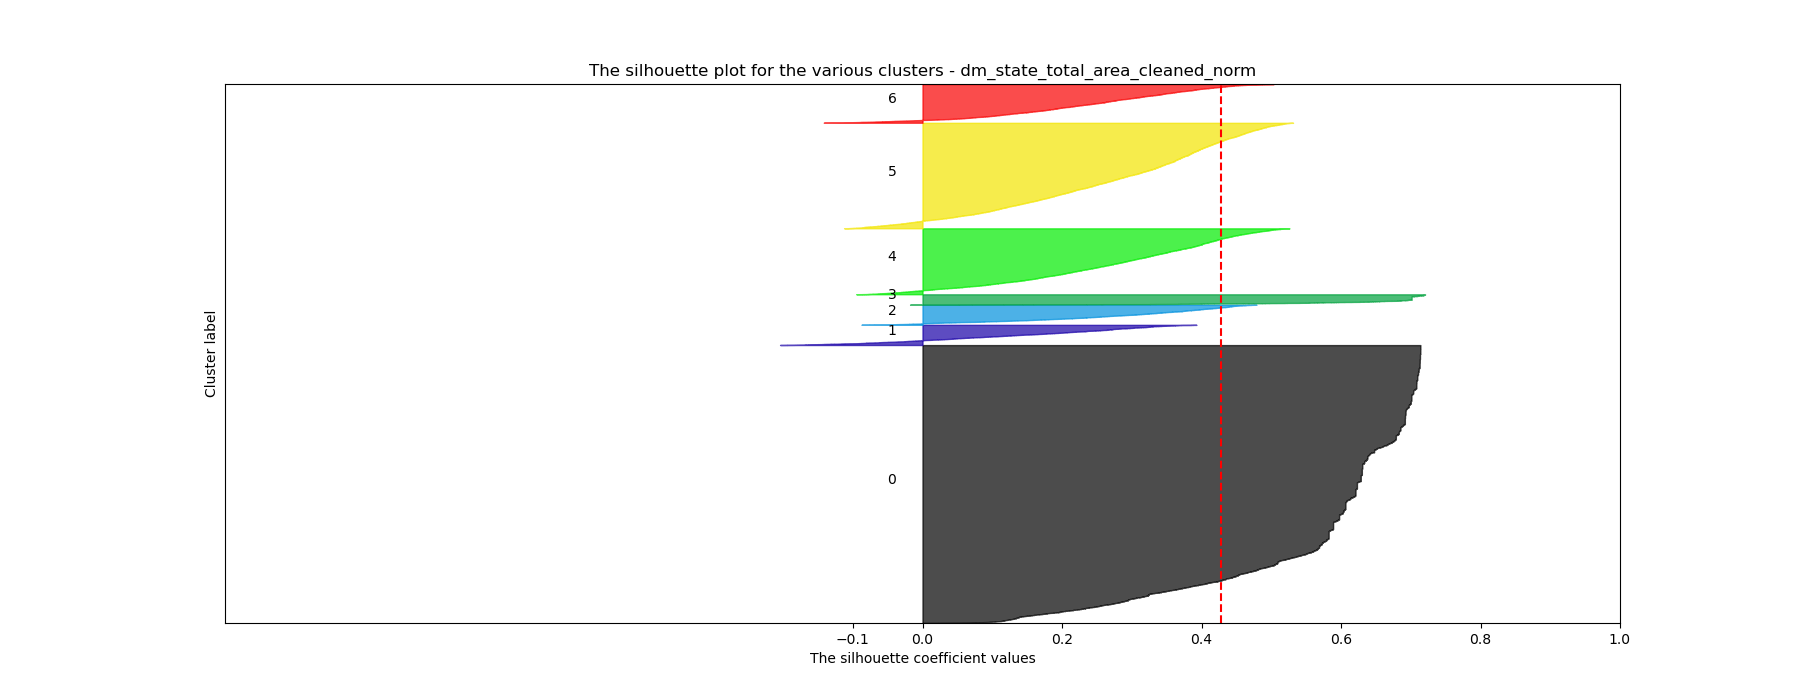 The silhouette plot for the various clusters - dm_state_total_area_cleaned_norm
6
5
4
3
2
1
0
Cluster label
−0.1 0.0 0.2 0.4 0.6 0.8 1.0
The silhouette coefficient values